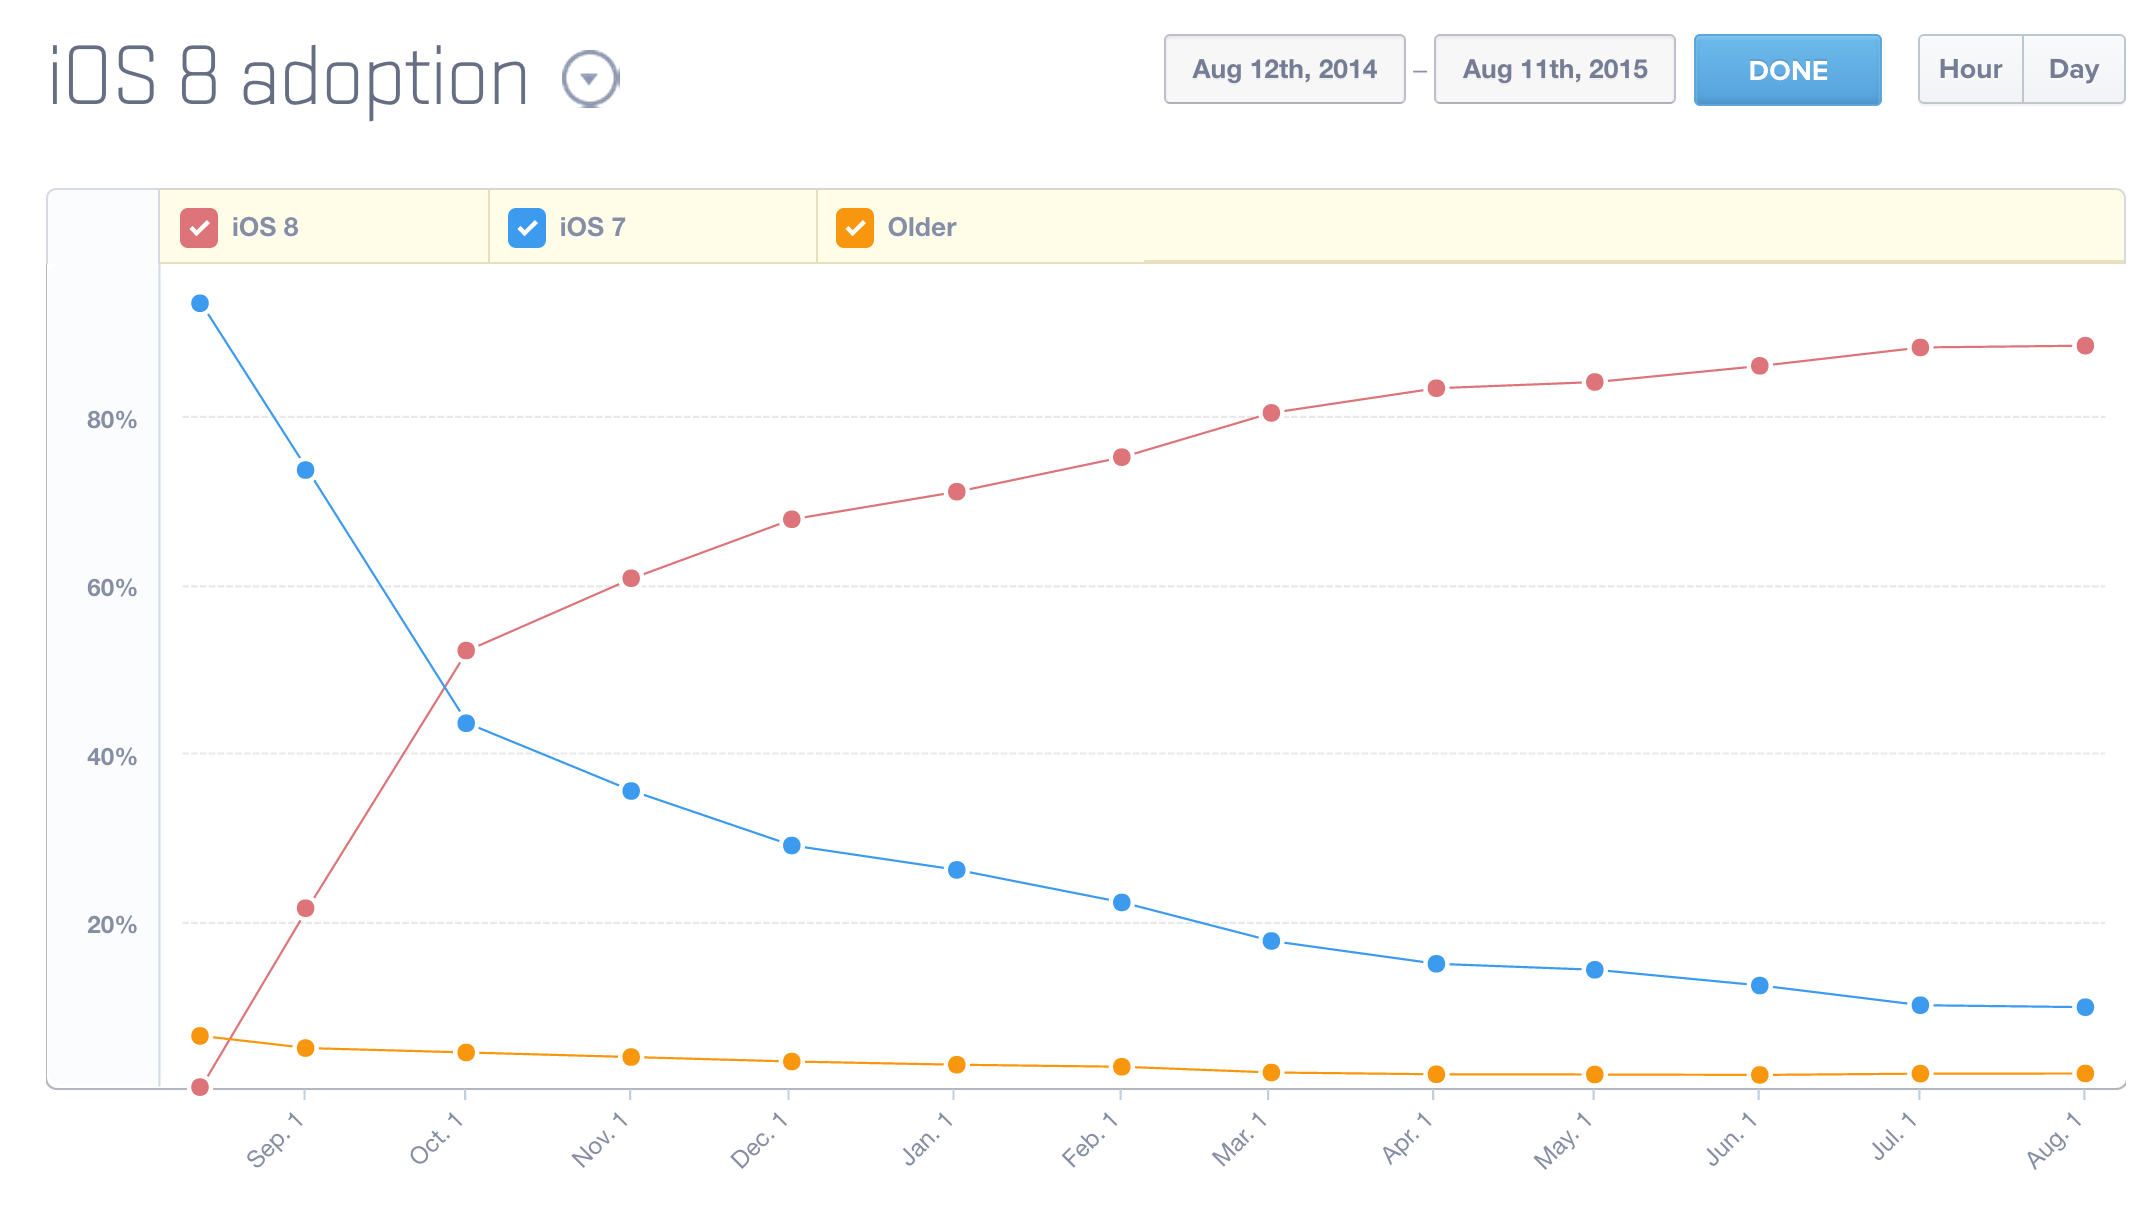 iOS 8 adoption
Aug 12th, 2014 – Aug 11th, 2015 DONE Hour Day
iOS 8 iOS 7 Older
80%
60%
40%
20%
Sep. 1 Oct. 1 Nov. 1 Dec. 1 Jan. 1 Feb. 1 Mar. 1 Apr. 1 May. 1 Jun. 1 Jul. 1 Aug. 1